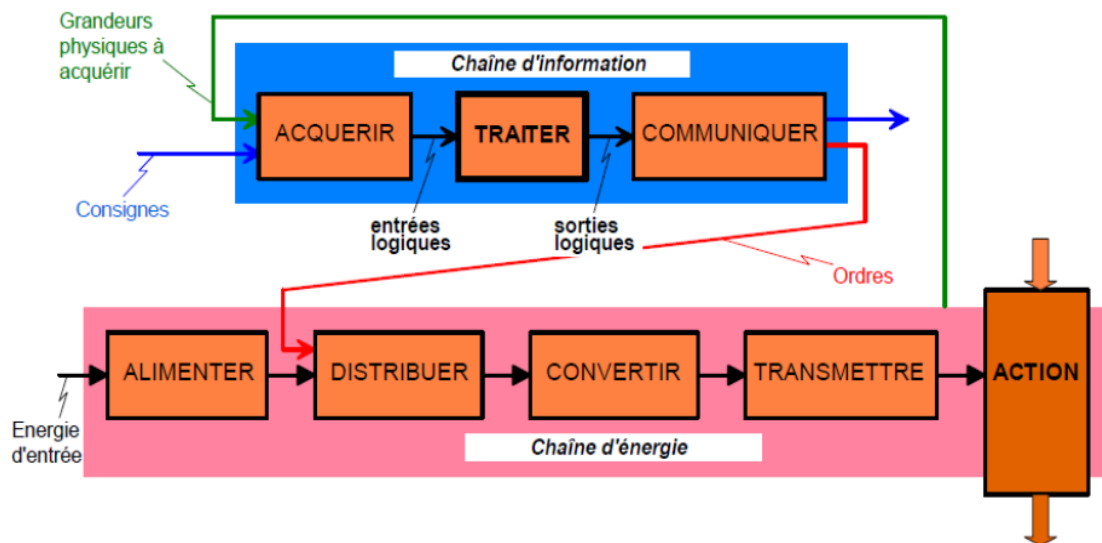 Grandeurs
physiques à
acquérir
Chaîne d'information
ACQUERIR
TRAITER
COMMUNIQUER
Consignes
entrées
logiques
sorties
logiques
Ordres
ALIMENTER
DISTRIBUER
CONVERTIR
TRANSMETTRE
ACTION
Energie
d'entrée
Chaîne d'énergie